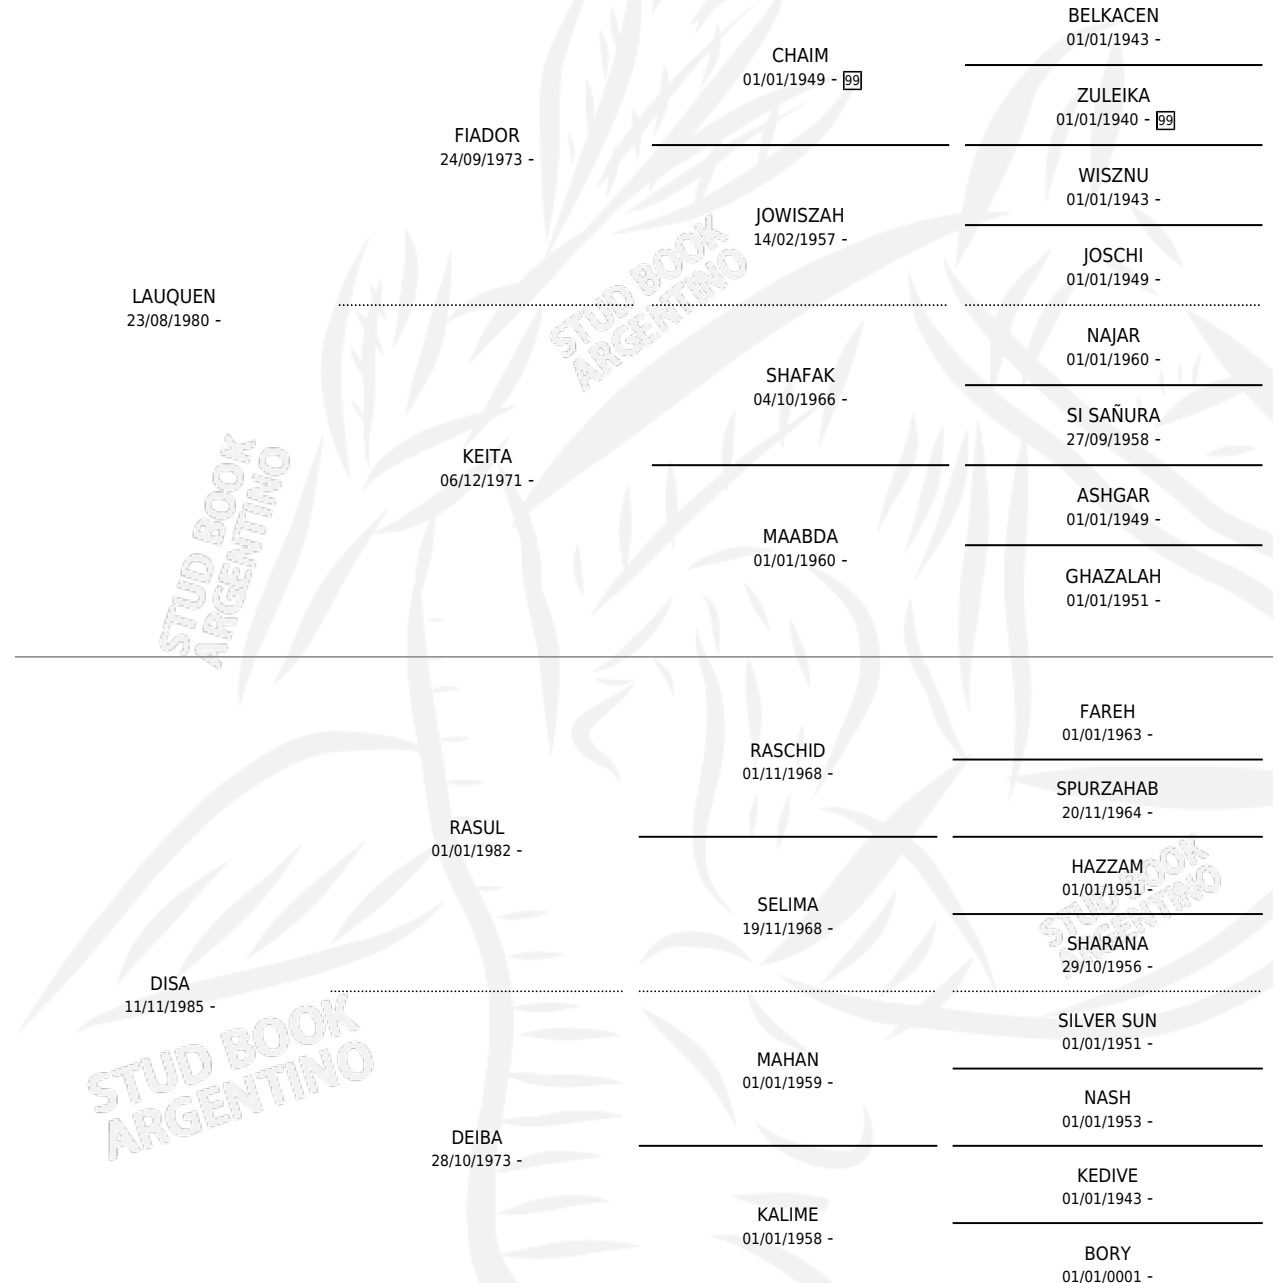 BELKACEN
01/01/1943 -
CHAIM
01/01/1949 - 99
ZULEIKA
01/01/1940 - 99
FIADOR
24/09/1973 -
WISZNU
01/01/1943 -
JOWISZAH
14/02/1957 -
JOSCHI
01/01/1949 -
LAUQUEN
23/08/1980 -
NAJAR
01/01/1960 -
SHAFAK
04/10/1966 -
SI SAÑURA
27/09/1958 -
KEITA
06/12/1971 -
ASHGAR
01/01/1949 -
MAABDA
01/01/1960 -
GHAZALAH
01/01/1951 -
STUD BOOK
ARGENTINO
STUD BOOK
ARGENTINO
FAREH
01/01/1963 -
RASCHID
01/11/1968 -
SPURZAHAB
20/11/1964 -
RASUL
01/01/1982 -
HAZZAM
01/01/1951 -
SELIMA
19/11/1968 -
SHARANA
29/10/1956 -
DISA
11/11/1985 -
SILVER SUN
01/01/1951 -
MAHAN
01/01/1959 -
NASH
01/01/1953 -
DEIBA
28/10/1973 -
KEDIVE
01/01/1943 -
KALIME
01/01/1958 -
BORY
01/01/0001 -
STUD BOOK
ARGENTINO
STUD BOOK
ARGENTINO